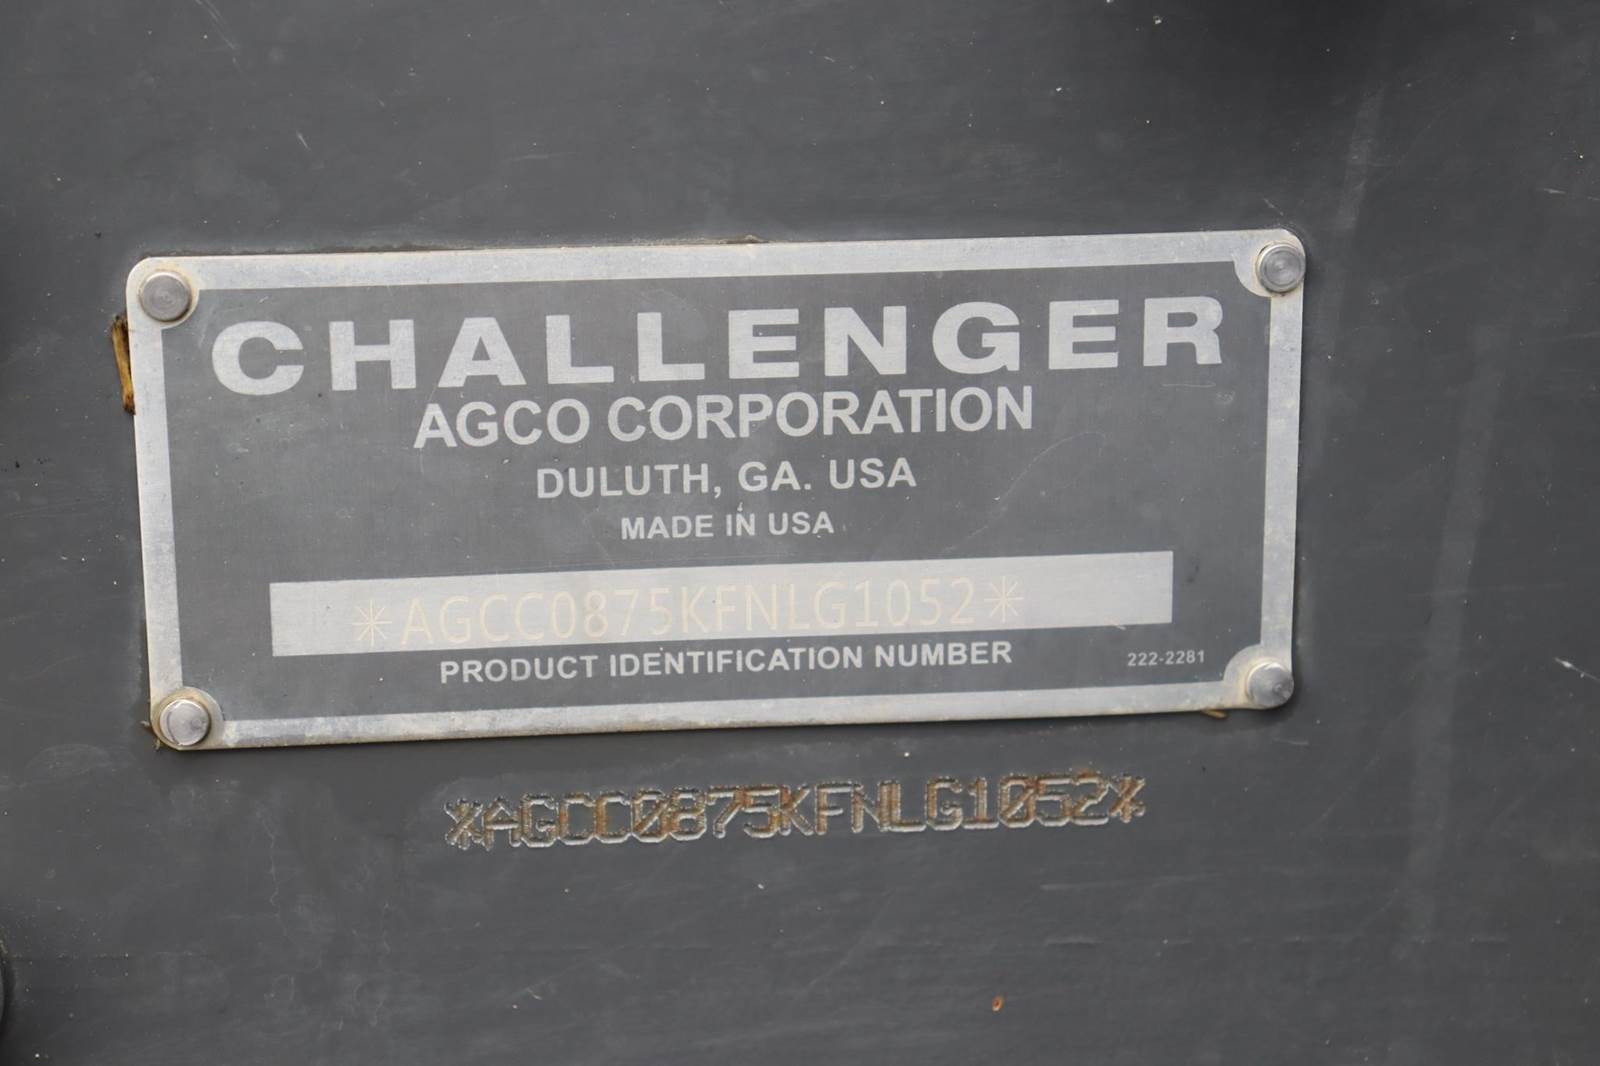 CHALLENGER
AGCO CORPORATION
DULUTH, GA. USA
MADE IN USA
*AGCC0875KFNLG1052*
PRODUCT IDENTIFICATION NUMBER 222-2281
*AGCC0875KFNLG1052*